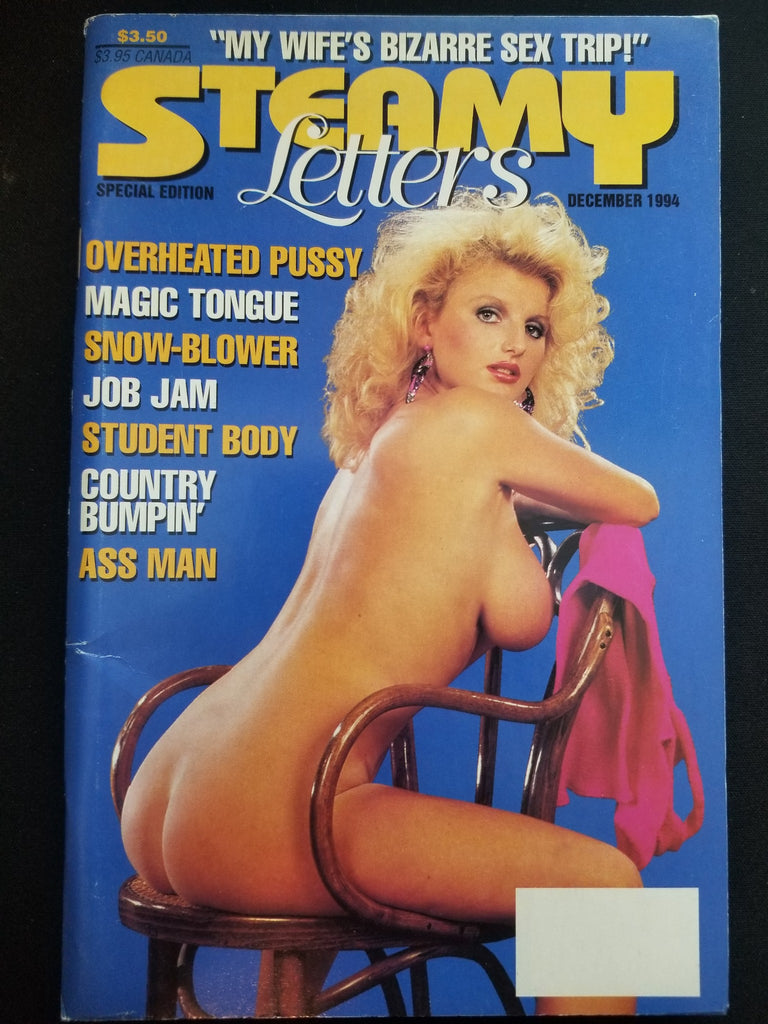 $3.50
$3.95 CANADA
"MY WIFE'S BIZARRE SEX TRIP!"
STEAMY
Letters
SPECIAL EDITION
DECEMBER 1994
OVERHEATED PUSSY
MAGIC TONGUE
SNOW-BLOWER
JOB JAM
STUDENT BODY
COUNTRY
BUMPIN'
ASS MAN